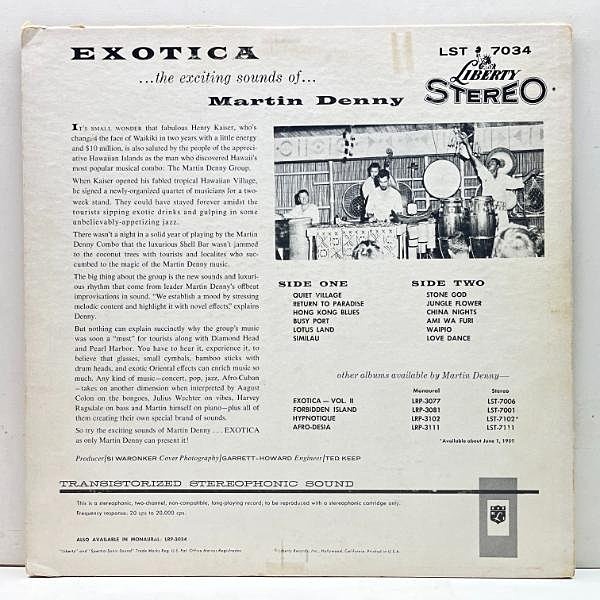 EXOTICA
...the exciting sounds of...
Martin Denny
LST 7034
LIBERTY
STEREO
IT'S SMALL WONDER that fabulous Henry Kaiser, who's
changed the face of Waikiki in two years with a little energy
and $10 million, is also saluted by the people of the appreci-
ative Hawaiian Islands as the man who discovered Hawaii's
most popular musical combo: The Martin Denny Group.
When Kaiser opened his fabled tropical Hawaiian Village,
he signed a newly-organized quartet of musicians for a two-
week stand. They could have stayed forever amidst the
tourists sipping exotic drinks and gulping in some
unbelievably-appetizing jazz.
There wasn't a night in a solid year of playing by the Martin
Denny Combo that the luxurious Shell Bar wasn't jammed
to the coconut trees with tourists and localites who suc-
cumbed to the magic of the Martin Denny music.
The big thing about the group is the new sounds and luxuri-
ous rhythm that come from leader Martin Denny's offbeat
improvisations in sound. "We establish a mood by stressing
melodic content and highlight it with novel effects," explains
Denny.
But nothing can explain succinctly why the group's music
was soon a "must" for tourists along with Diamond Head
and Pearl Harbor. You have to hear it, experience it, to
believe that glasses, small cymbals, bamboo sticks with
drum heads, and exotic Oriental effects can enrich music so
much. Any kind of music—concert, pop, jazz, Afro-Cuban
—takes on another dimension when interpreted by August
Colon on the bongoes, Julius Wechter on vibes, Harvey
Ragsdale on bass and Martin himself on piano—plus all of
them creating their own special brand of sounds.
So try the exciting sounds of Martin Denny . . . EXOTICA
as only Martin Denny can present it!
SIDE ONE
QUIET VILLAGE
RETURN TO PARADISE
HONG KONG BLUES
BUSY PORT
LOTUS LAND
SIMILAU
SIDE TWO
STONE GOD
JUNGLE FLOWER
CHINA NIGHTS
AMI WA FURI
WAIPIO
LOVE DANCE
other albums available by Martin Denny—
Monaural Stereo
EXOTICA — VOL. II LRP-3077 LST-7006
FORBIDDEN ISLAND LRP-3081 LST-7001
HYPNOTIQUE LRP-3102 LST-7102*
AFRO-DESIA LRP-3111 LST-7111
*Available about June 1, 1959
Producer/SI WARONKER Cover Photography/GARRETT-HOWARD Engineer/TED KEEP
TRANSISTORIZED STEREOPHONIC SOUND
This is a stereophonic, two-channel, non-compatible, long-playing record; to be reproduced with a stereophonic cartridge only.
Frequency response: 20 cps to 20,000 cps.
ALSO AVAILABLE IN MONAURAL: LRP-3034
"Liberty" and "Spectra-Sonic-Sound" Trade Marks Reg. U.S. Pat. Office-Marcas Registradas
Liberty Records, Inc., Hollywood, California. Printed in U.S.A.